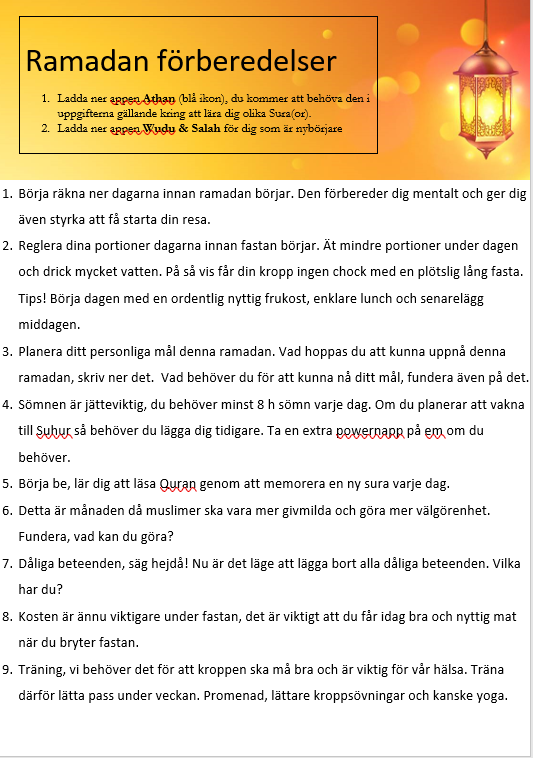 Ramadan förberedelser
1. Ladda ner appen Athan (blå ikon), du kommer att behöva den i
uppgifterna gällande kring att lära dig olika Sura(or).
2. Ladda ner appen Wudu & Salah för dig som är nybörjare
1. Börja räkna ner dagarna innan ramadan börjar. Den förbereder dig mentalt och ger dig
även styrka att få starta din resa.
2. Reglera dina portioner dagarna innan fastan börjar. Ät mindre portioner under dagen
och drick mycket vatten. På så vis får din kropp ingen chock med en plötslig lång fasta.
Tips! Börja dagen med en ordentlig nyttig frukost, enklare lunch och senarelägg
middagen.
3. Planera ditt personliga mål denna ramadan. Vad hoppas du att kunna uppnå denna
ramadan, skriv ner det.  Vad behöver du för att kunna nå ditt mål, fundera även på det.
4. Sömnen är jätteviktig, du behöver minst 8 h sömn varje dag. Om du planerar att vakna
till Suhur så behöver du lägga dig tidigare. Ta en extra powernapp på em om du
behöver.
5. Börja be, lär dig att läsa Quran genom att memorera en ny sura varje dag.
6. Detta är månaden då muslimer ska vara mer givmilda och göra mer välgörenhet.
Fundera, vad kan du göra?
7. Dåliga beteenden, säg hejdå! Nu är det läge att lägga bort alla dåliga beteenden. Vilka
har du?
8. Kosten är ännu viktigare under fastan, det är viktigt att du får idag bra och nyttig mat
när du bryter fastan.
9. Träning, vi behöver det för att kroppen ska må bra och är viktig för vår hälsa. Träna
därför lätta pass under veckan. Promenad, lättare kroppsövningar och kanske yoga.